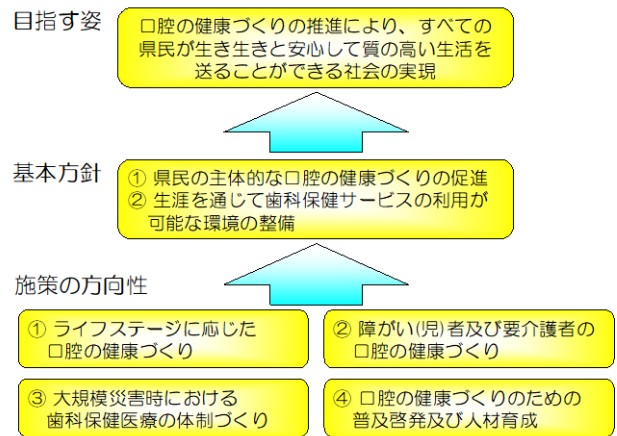 目指す姿
口腔の健康づくりの推進により、すべての
県民が生き生きと安心して質の高い生活を
送ることができる社会の実現
基本方針
① 県民の主体的な口腔の健康づくりの促進
② 生涯を通じて歯科保健サービスの利用が
可能な環境の整備
施策の方向性
① ライフステージに応じた
口腔の健康づくり
② 障がい(児)者及び要介護者の
口腔の健康づくり
③ 大規模災害時における
歯科保健医療の体制づくり
④ 口腔の健康づくりのための
普及啓発及び人材育成